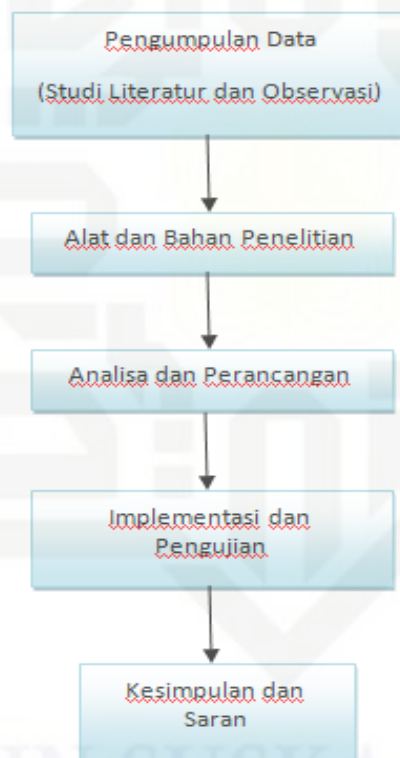 Pengumpulan Data
(Studi Literatur dan Observasi)
Alat dan Bahan Penelitian
Analisa dan Perancangan
Implementasi dan
Pengujian
Kesimpulan dan
Saran